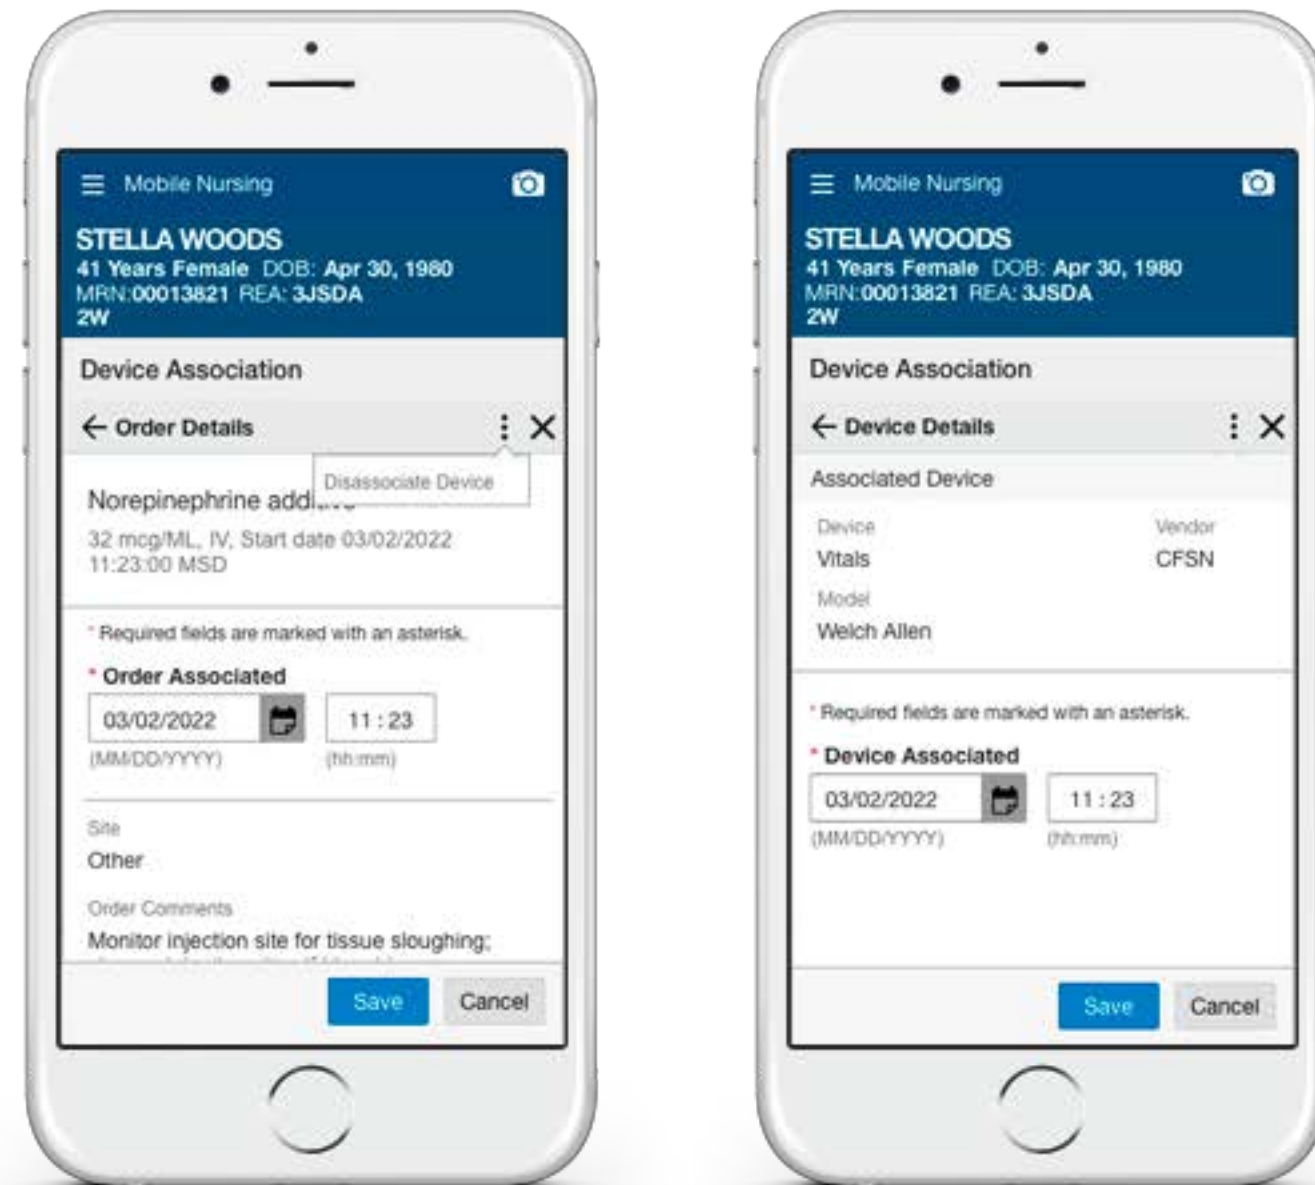 Mobile Nursing
STELLA WOODS
41 Years Female DOB: Apr 30, 1980
MRN:00013821 REA: 3JSDA
2W
Device Association
Order Details
Disassociate Device
Norepinephrine
32 mcg/ML, IV, Start date 03/02/2022
11:23:00 MSD
* Required fields are marked with an asterisk.
* Order Associated
03/02/2022 11 : 23
(MM/DD/YYYY) (hh:mm)
Site
Other
Order Comments
Monitor injection site for tissue sloughing;
Save Cancel
Mobile Nursing
STELLA WOODS
41 Years Female DOB: Apr 30, 1980
MRN:00013821 REA: 3JSDA
2W
Device Association
Device Details
Associated Device
Device Vendor
Vitals CFSN
Model
Welch Allen
* Required fields are marked with an asterisk.
* Device Associated
03/02/2022 11 : 23
(MM/DD/YYYY) (hh:mm)
Save Cancel